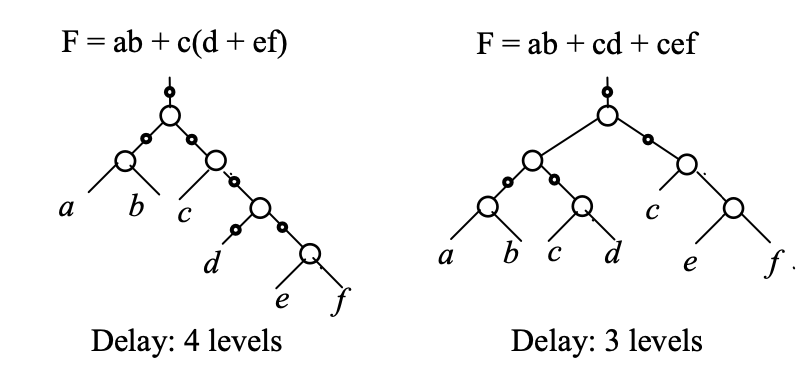 F = ab + c(d + ef)
F = ab + cd + cef
a b c
d
e f
a b c d
c
e f .
Delay: 4 levels
Delay: 3 levels